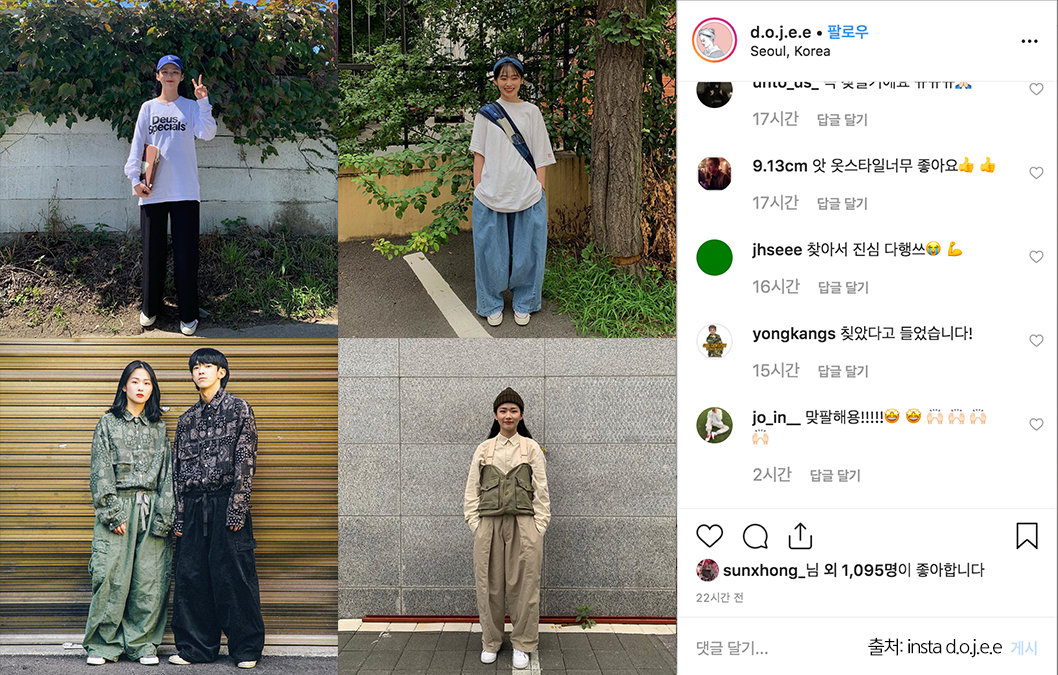 Deus
Specials'
d.o.j.e.e • 팔로우
Seoul, Korea
unto_us_
17시간 답글 달기
9.13cm 앗 옷스타일너무 좋아요👍 👍
17시간 답글 달기
jhseee 찾아서 진심 다행쓰😭 💪
16시간 답글 달기
yongkangs 칮았다고 들었습니다!
15시간 답글 달기
jo_in__ 맞팔해용!!!!!🤩 🤩 🙌🏻 🙌🏻 🙌🏻
🙌🏻
2시간 답글 달기
sunxhong_님 외 1,095명이 좋아합니다
22시간 전
댓글 달기... 출처: insta d.o.j.e.e 게시